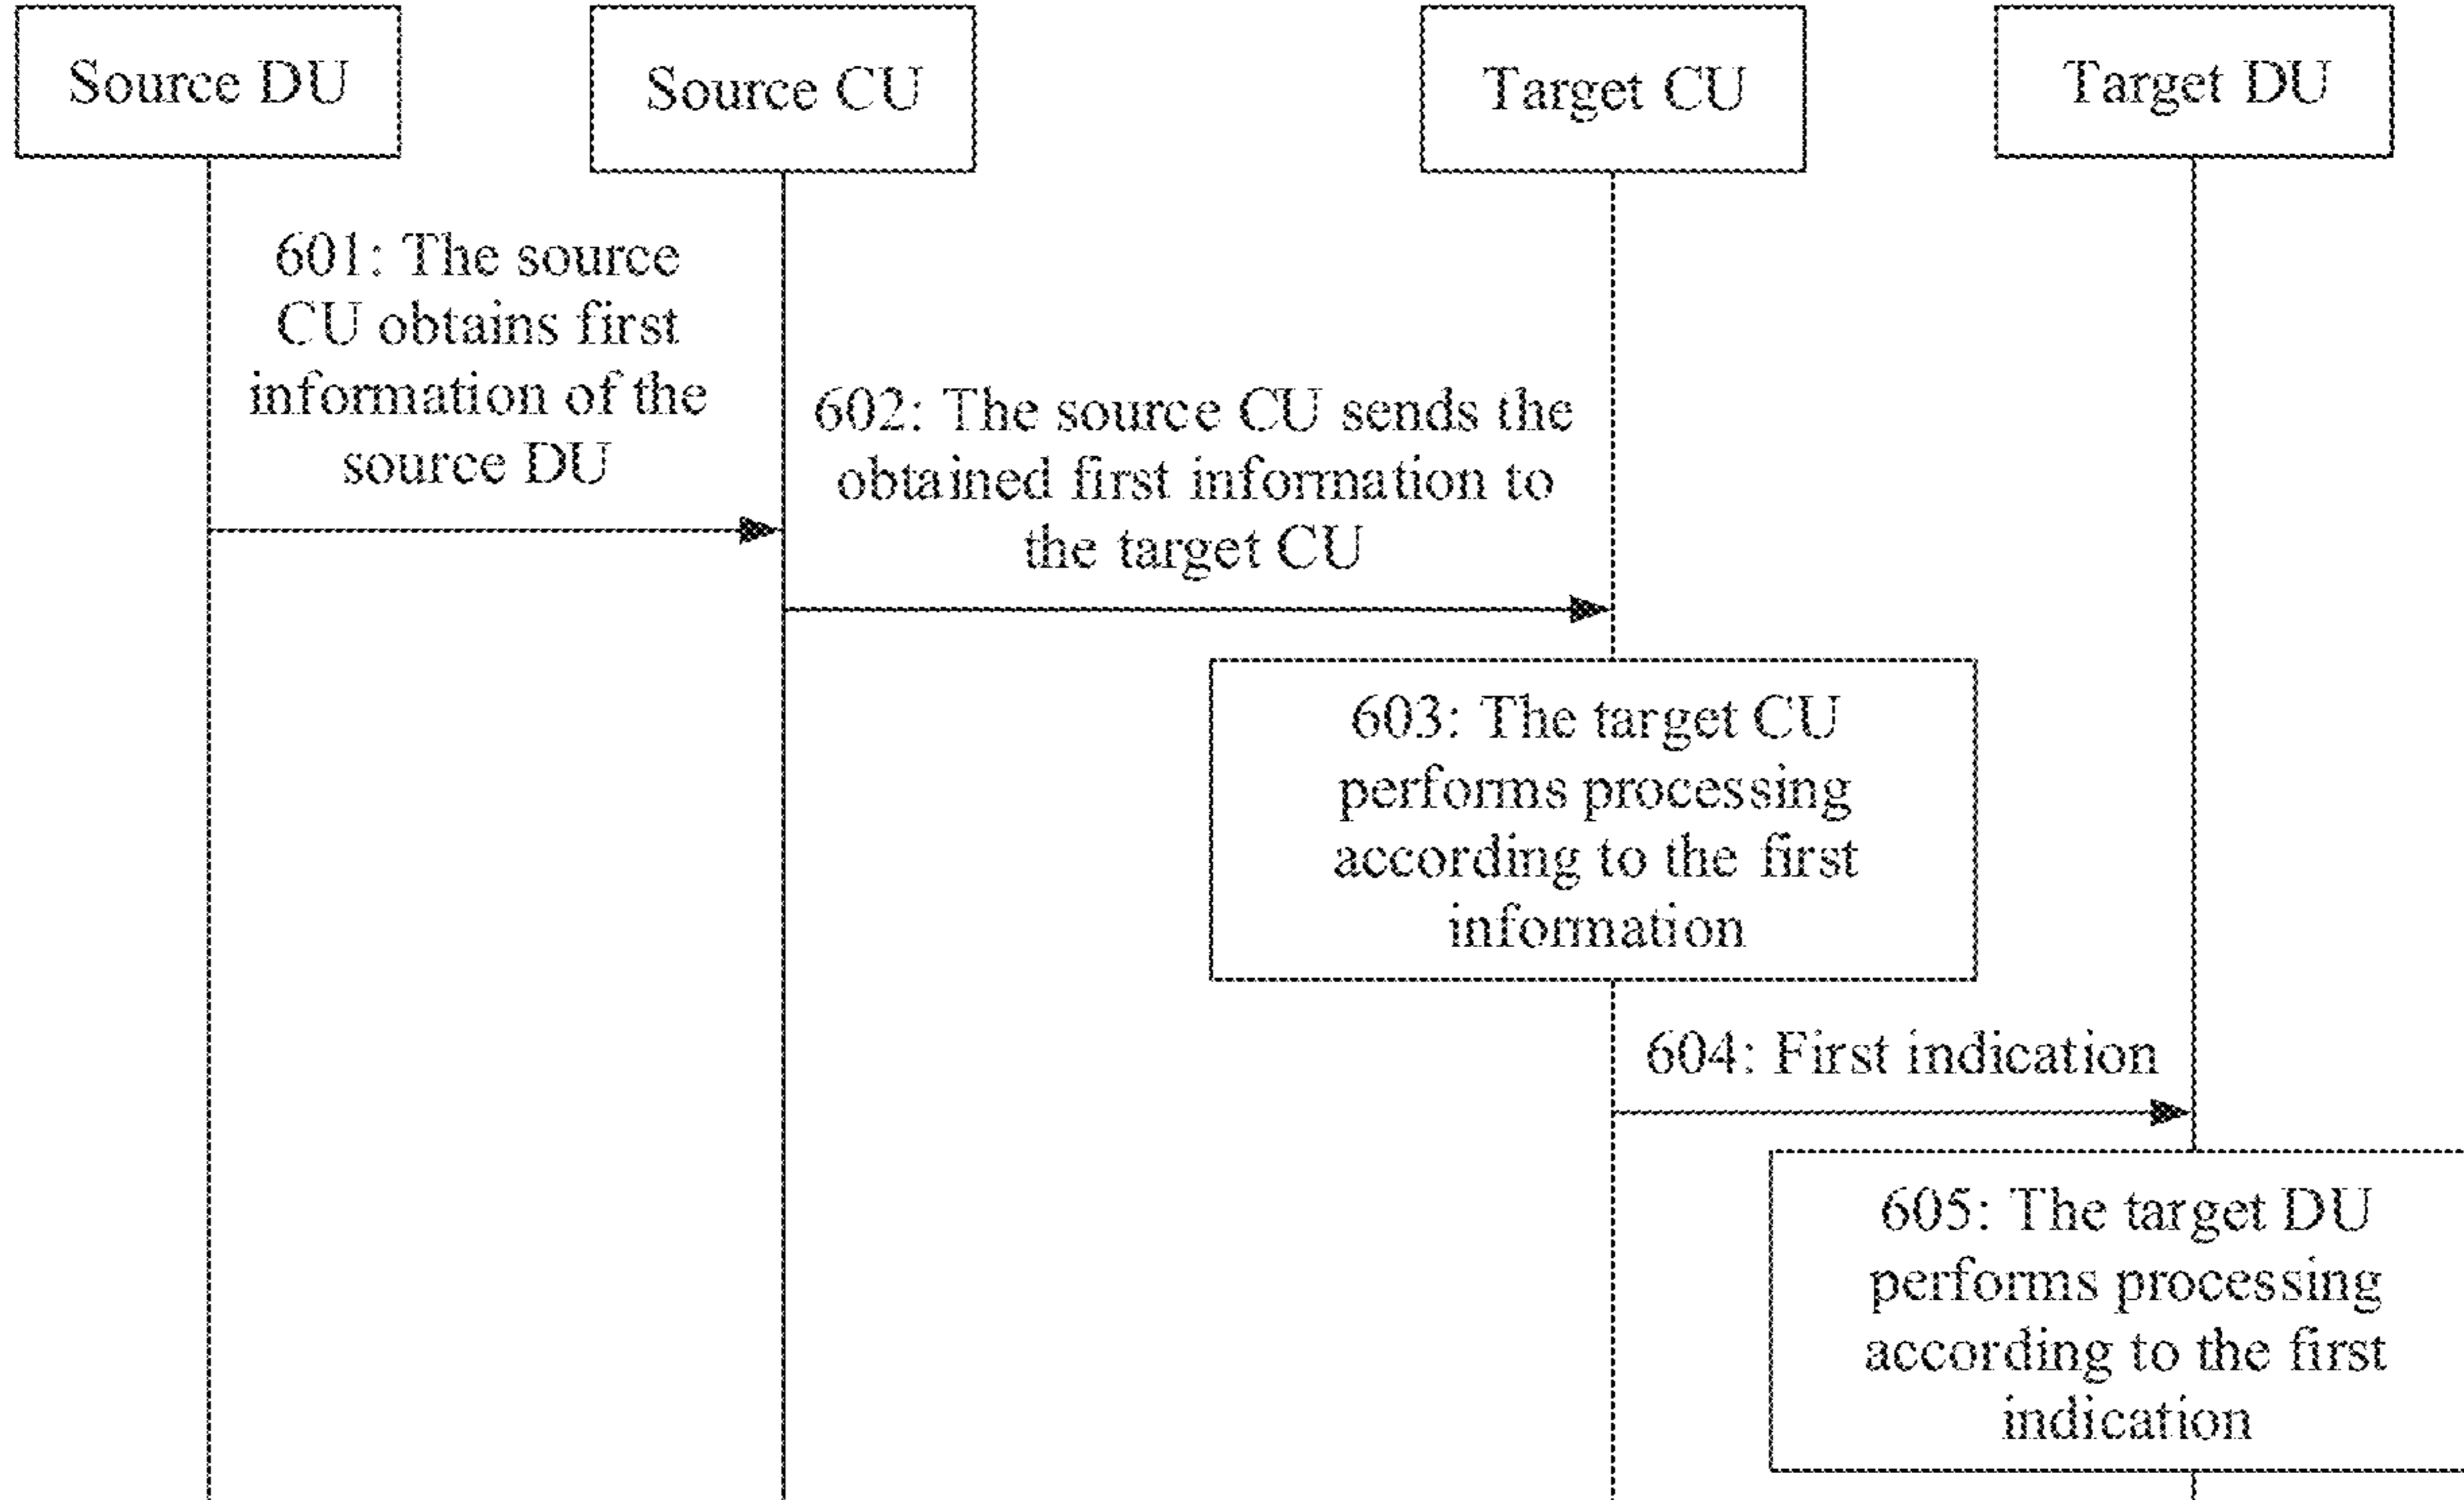 Source DU
Source CU
Target CU
Target DU
601: The source
CU obtains first
information of the
source DU
602: The source CU sends the
obtained first information to
the target CU
603: The target CU
performs processing
according to the first
information
604: First indication
605: The target DU
performs processing
according to the first
indication